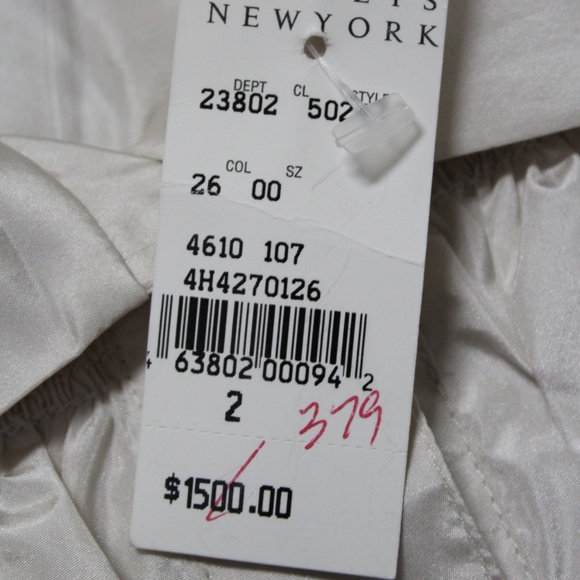 NEWYORK
DEPT CL STYLE
23802 502
COL SZ
26 00
4610 107
4H4270126
4 63802 00094 2
2
379
$1500.00